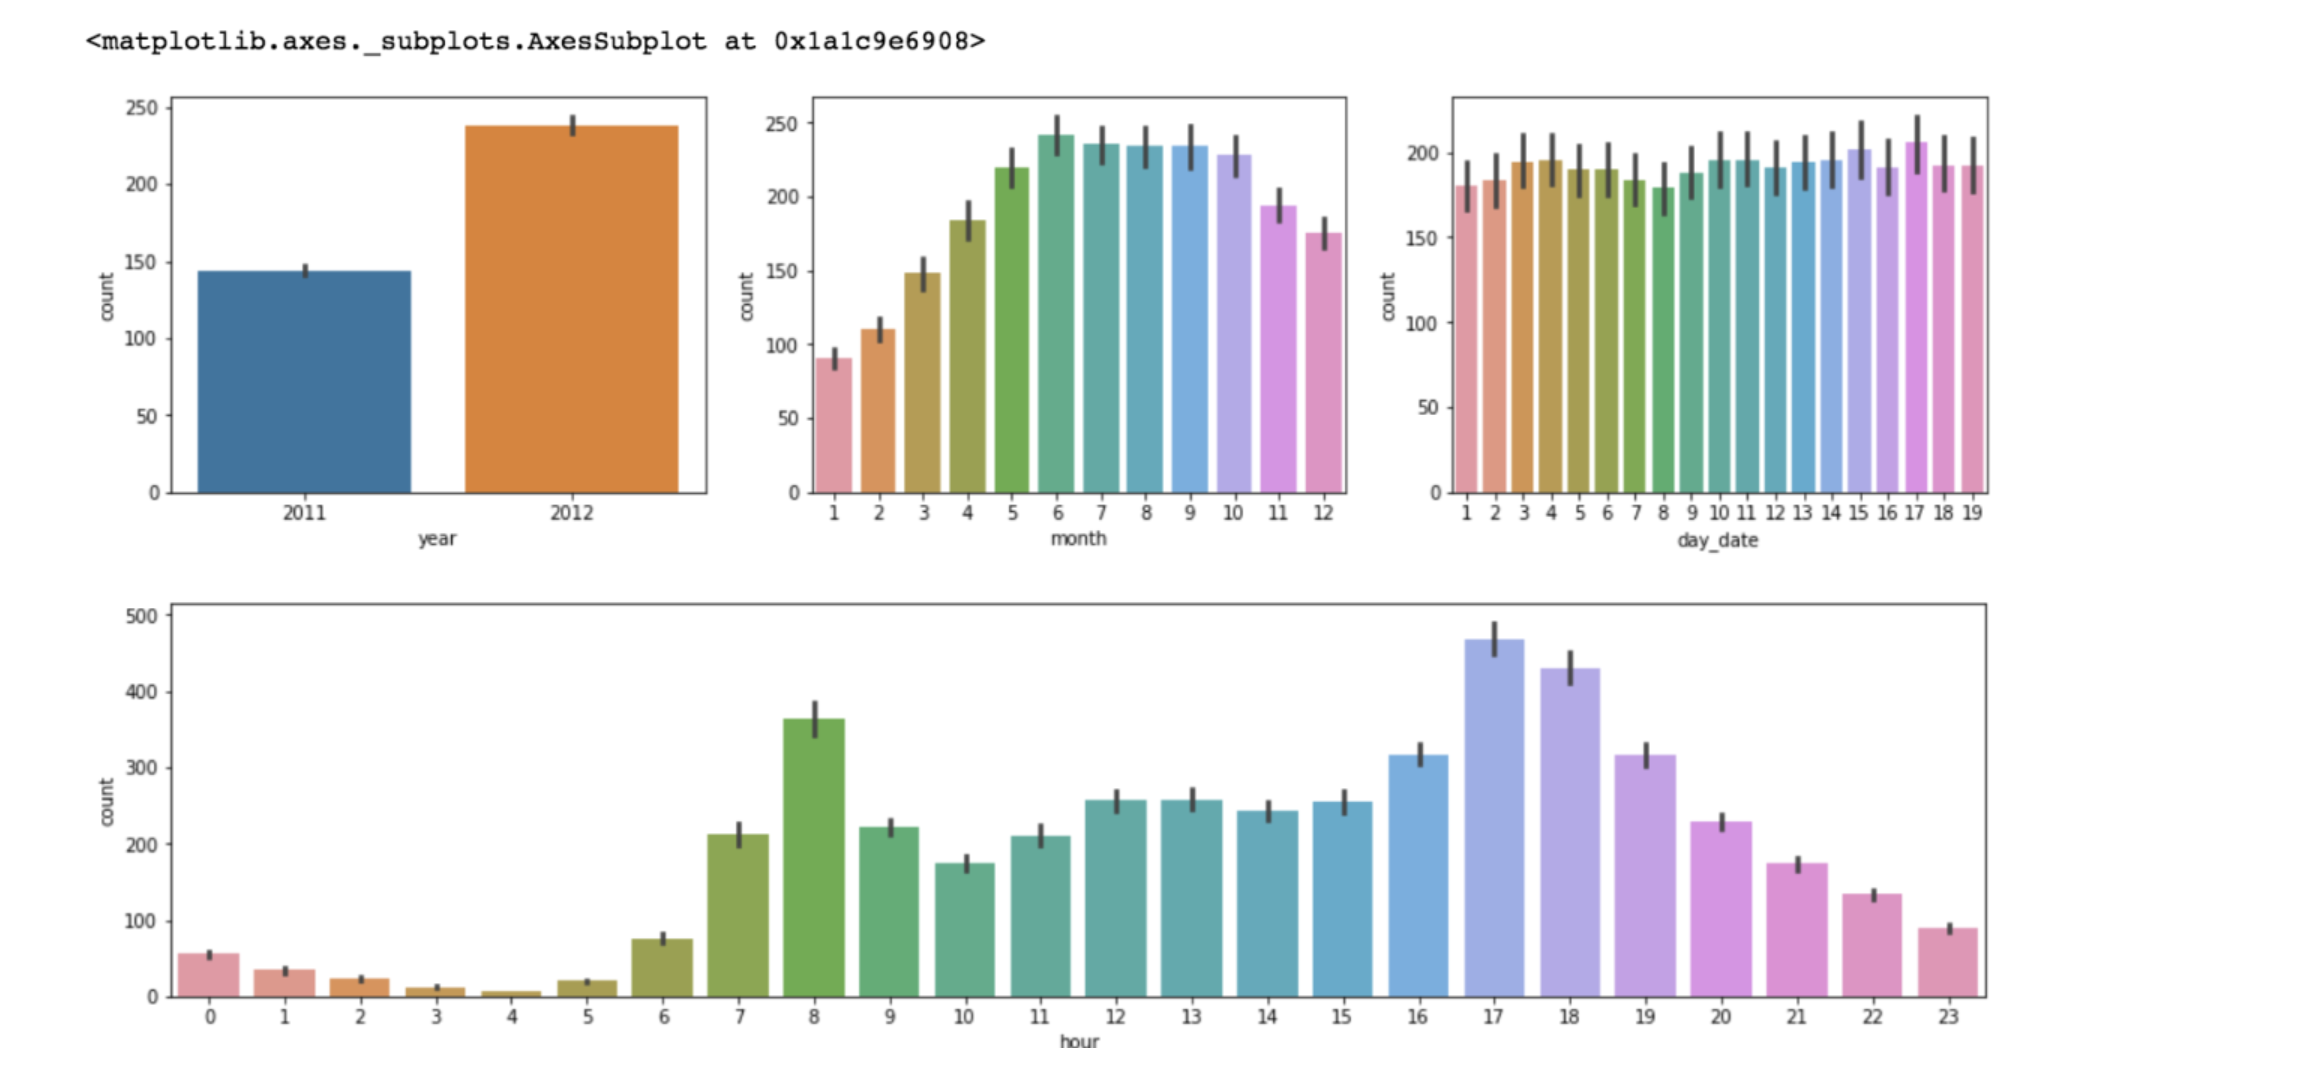 <matplotlib.axes._subplots.AxesSubplot at 0x1a1c9e6908>
250
200
150
100
50
0
count
2011 2012
year
250
200
150
100
50
0
count
1 2 3 4 5 6 7 8 9 10 11 12
month
200
150
100
50
0
count
1 2 3 4 5 6 7 8 9 10 11 12 13 14 15 16 17 18 19
day_date
500
400
300
200
100
0
count
0 1 2 3 4 5 6 7 8 9 10 11 12 13 14 15 16 17 18 19 20 21 22 23
hour